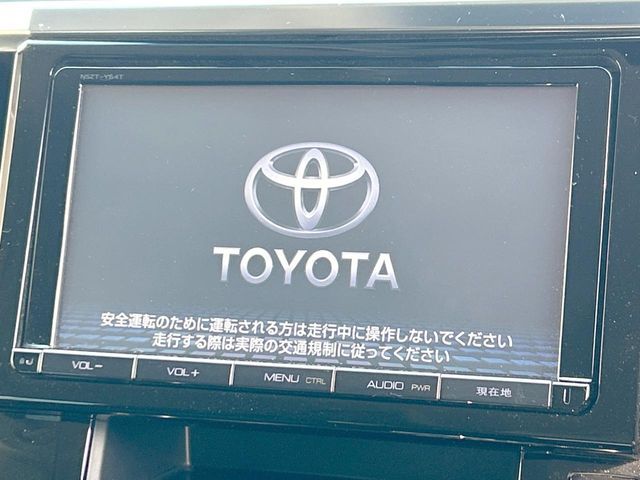 NSZT-Y64T
TOYOTA
安全運転のために運転される方は走行中に操作しないでください
走行する際は実際の交通規制に従ってください
VOL− VOL+ MENU CTRL AUDIO PWR 現在地